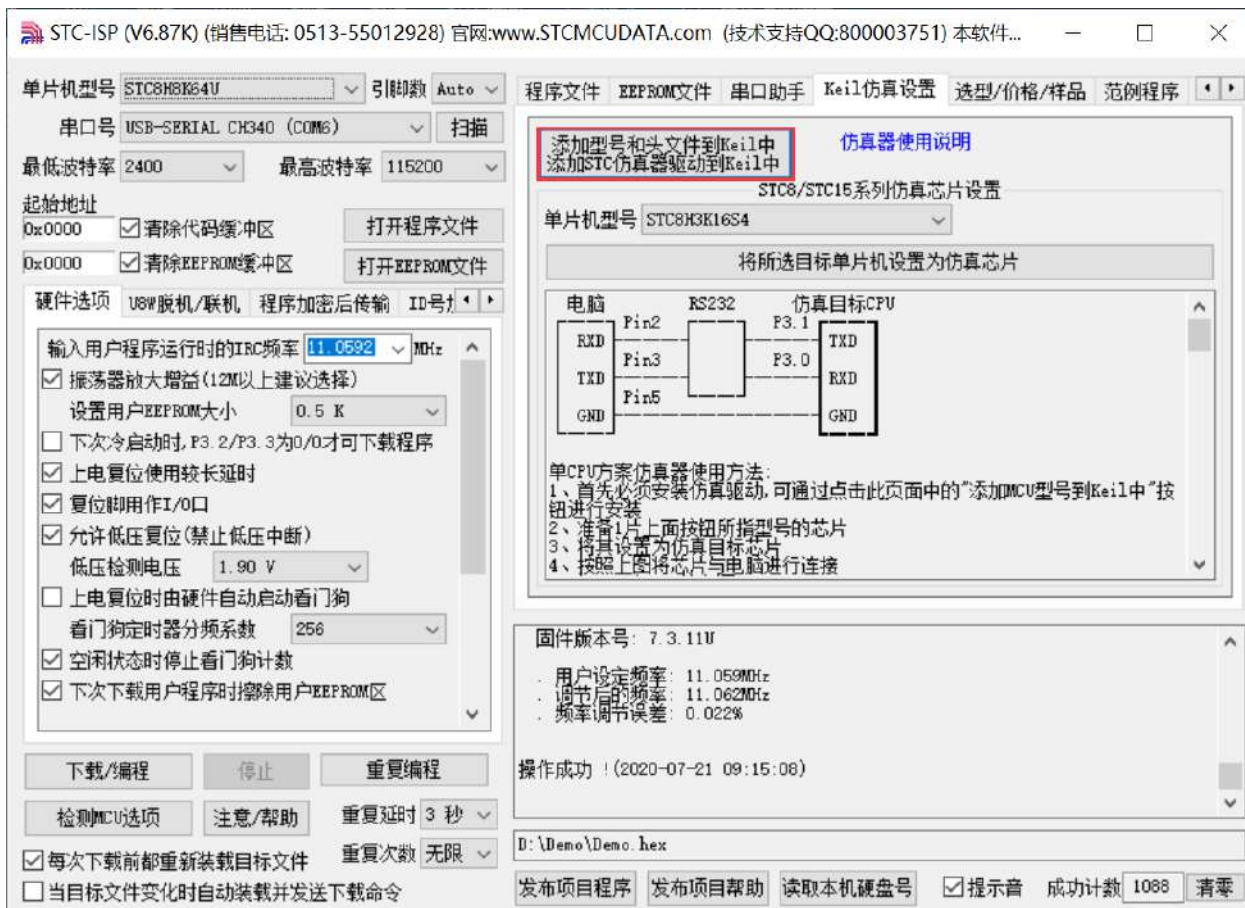 STC-ISP (V6.87K) (销售电话: 0513-55012928) 官网:www.STCMCUDATA.com (技术支持QQ:800003751) 本软件...
单片机型号 STC8H8K64U 引脚数 Auto
串口号 USB-SERIAL CH340 (COM6) 扫描
最低波特率 2400 最高波特率 115200
起始地址
0x0000 清除代码缓冲区 打开程序文件
0x0000 清除EEPROM缓冲区 打开EEPROM文件
硬件选项 U8W脱机/联机 程序加密后传输 ID号
输入用户程序运行时的IRC频率 11.0592 MHz
振荡器放大增益(12M以上建议选择)
设置用户EEPROM大小 0.5 K
下次冷启动时,P3.2/P3.3为0/0才可下载程序
上电复位使用较长延时
复位脚用作I/O口
允许低压复位(禁止低压中断)
低压检测电压 1.90 V
上电复位时由硬件自动启动看门狗
看门狗定时器分频系数 256
空闲状态时停止看门狗计数
下次下载用户程序时擦除用户EEPROM区
下载/编程 停止 重复编程
检测MCU选项 注意/帮助 重复延时 3 秒
每次下载前都重新装载目标文件 重复次数 无限
当目标文件变化时自动装载并发送下载命令
程序文件 EEPROM文件 串口助手 Keil仿真设置 选型/价格/样品 范例程序
添加型号和头文件到Keil中 仿真器使用说明
添加STC仿真器驱动到Keil中
STC8/STC15系列仿真芯片设置
单片机型号 STC8H3K16S4
将所选目标单片机设置为仿真芯片
电脑 RS232 仿真目标CPU
Pin2 P3.1
RXD TXD
Pin3 P3.0
TXD RXD
Pin5
GND GND
单CPU方案仿真器使用方法:
1、首先必须安装仿真驱动,可通过点击此页面中的"添加MCU型号到Keil中"按
钮进行安装
2、准备1片上面按钮所指型号的芯片
3、将其设置为仿真目标芯片
4、按照上图将芯片与电脑进行连接
固件版本号: 7.3.11U
. 用户设定频率: 11.059MHz
. 调节后的频率: 11.062MHz
. 频率调节误差: 0.022%
操作成功 !(2020-07-21 09:15:08)
D:\Demo\Demo.hex
发布项目程序 发布项目帮助 读取本机硬盘号 提示音 成功计数 1088 清零